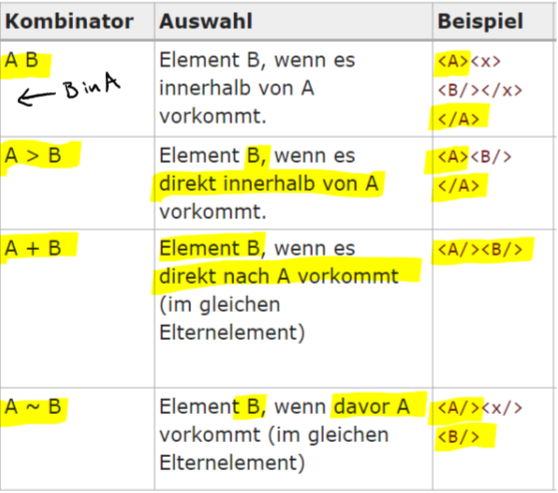 Kombinator Auswahl Beispiel
A B
← B in A
Element B, wenn es
innerhalb von A
vorkommt.
<A><x>
<B/></x>
</A>
A > B
Element B, wenn es
direkt innerhalb von A
vorkommt.
<A><B/>
</A>
A + B
Element B, wenn es
direkt nach A vorkommt
(im gleichen
Elternelement)
<A/><B/>
A ~ B
Element B, wenn davor A
vorkommt (im gleichen
Elternelement)
<A/><x/>
<B/>